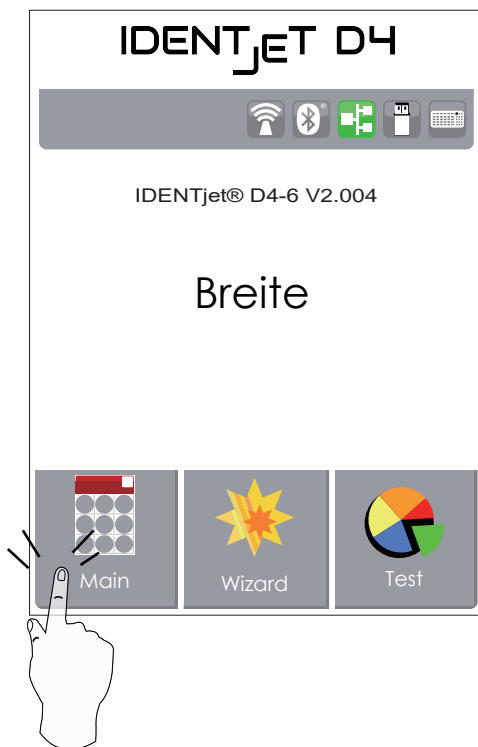 IDENTjET D4
IDENTjet® D4-6 V2.004
Breite
Main
Wizard
Test